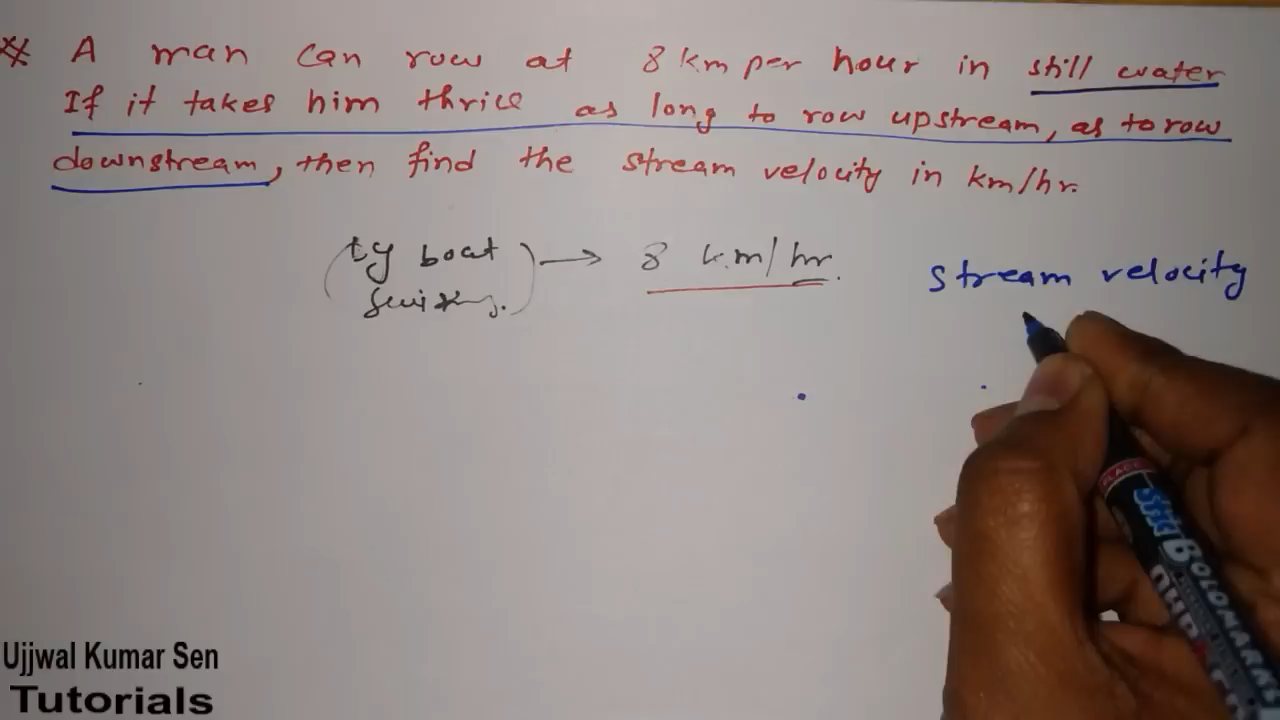 A man can row at 8 km per hour in still water
If it takes him thrice as long to row upstream, as to row
downstream, then find the stream velocity in km/hr.
boat → 8 km/hr.
stream velocity
Ujjwal Kumar Sen
Tutorials